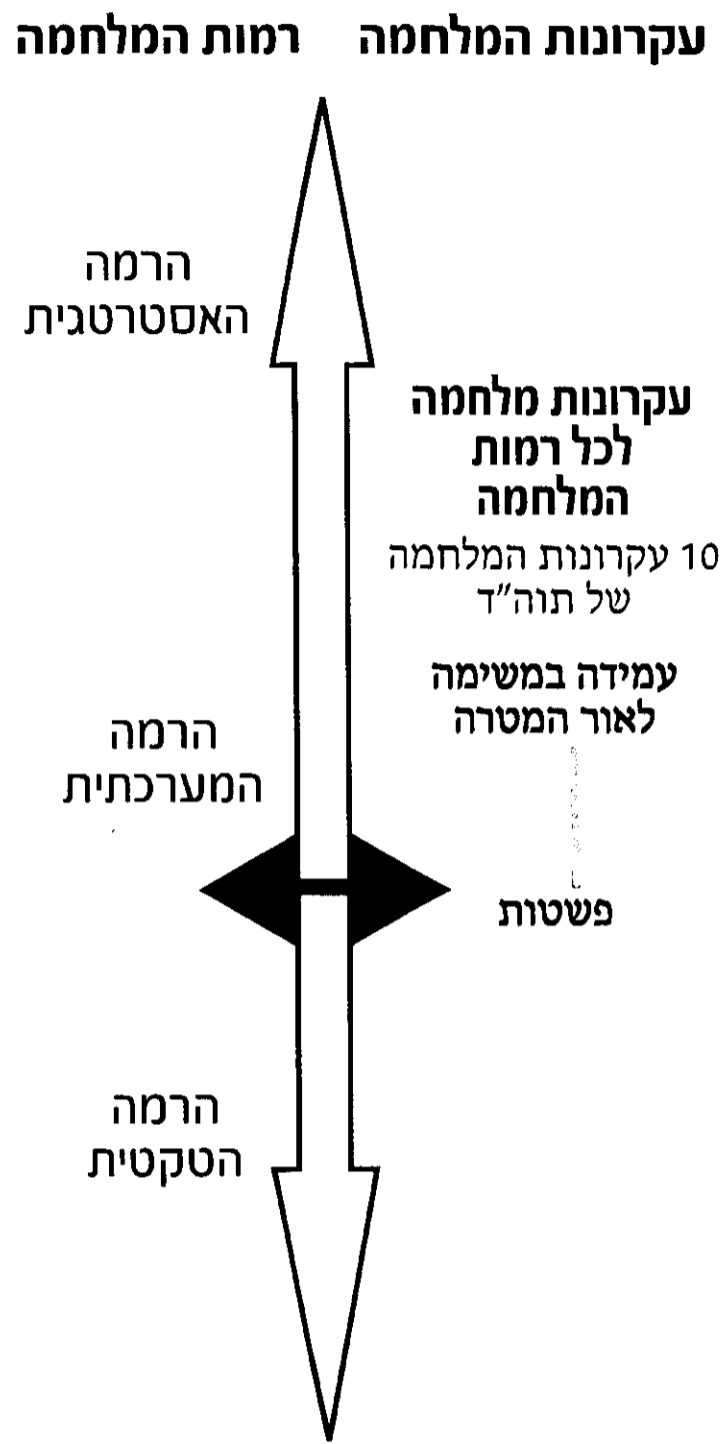 עקרונות המלחמה
רמות המלחמה
עקרונות מלחמה
לכל רמות
המלחמה
10 עקרונות המלחמה
של תוה"ד
עמידה במשימה
לאור המטרה
פשטות
הרמה
האסטרטגית
הרמה
המערכתית
הרמה
הטקטית